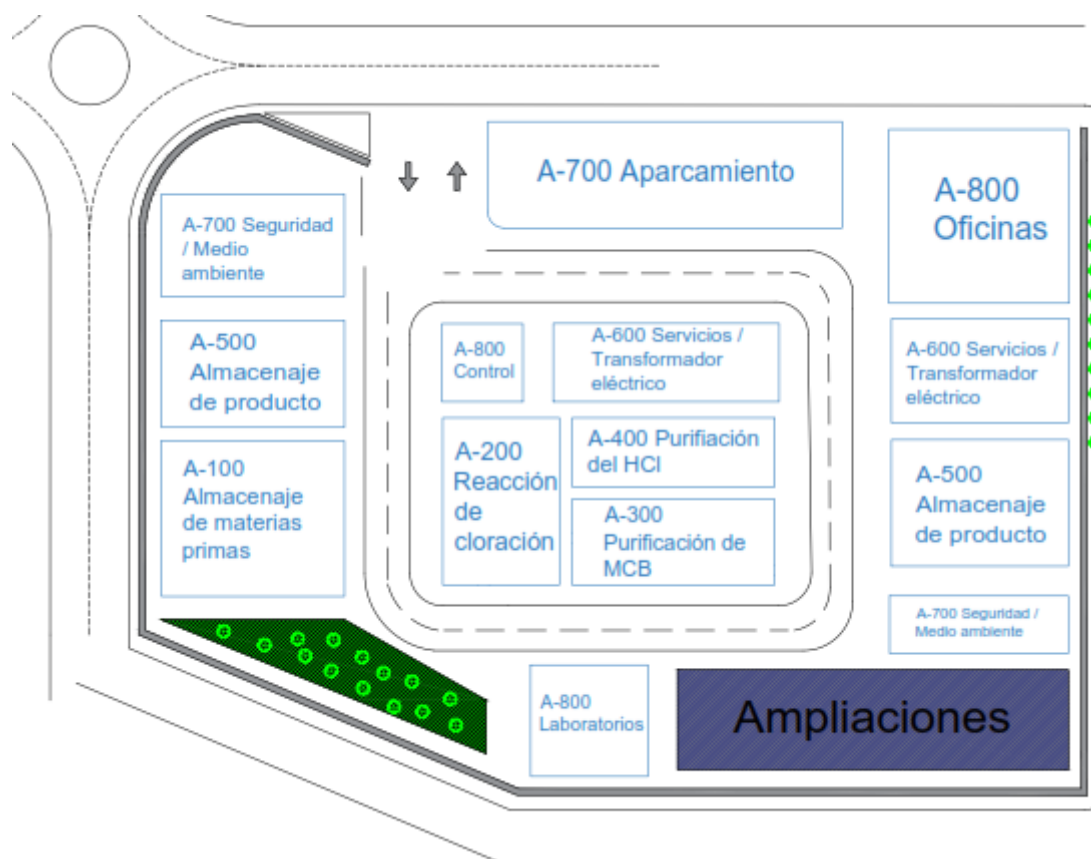 A-700 Aparcamiento
A-800
Oficinas
A-700 Seguridad
/ Medio
ambiente
A-500
Almacenaje
de producto
A-100
Almacenaje
de materias
primas
A-800
Control
A-600 Servicios /
Transformador
eléctrico
A-200
Reacción
de
cloración
A-400 Purifiación
del HCl
A-300
Purificación de
MCB
A-600 Servicios /
Transformador
eléctrico
A-500
Almacenaje
de producto
A-700 Seguridad /
Medio ambiente
A-800
Laboratorios
Ampliaciones